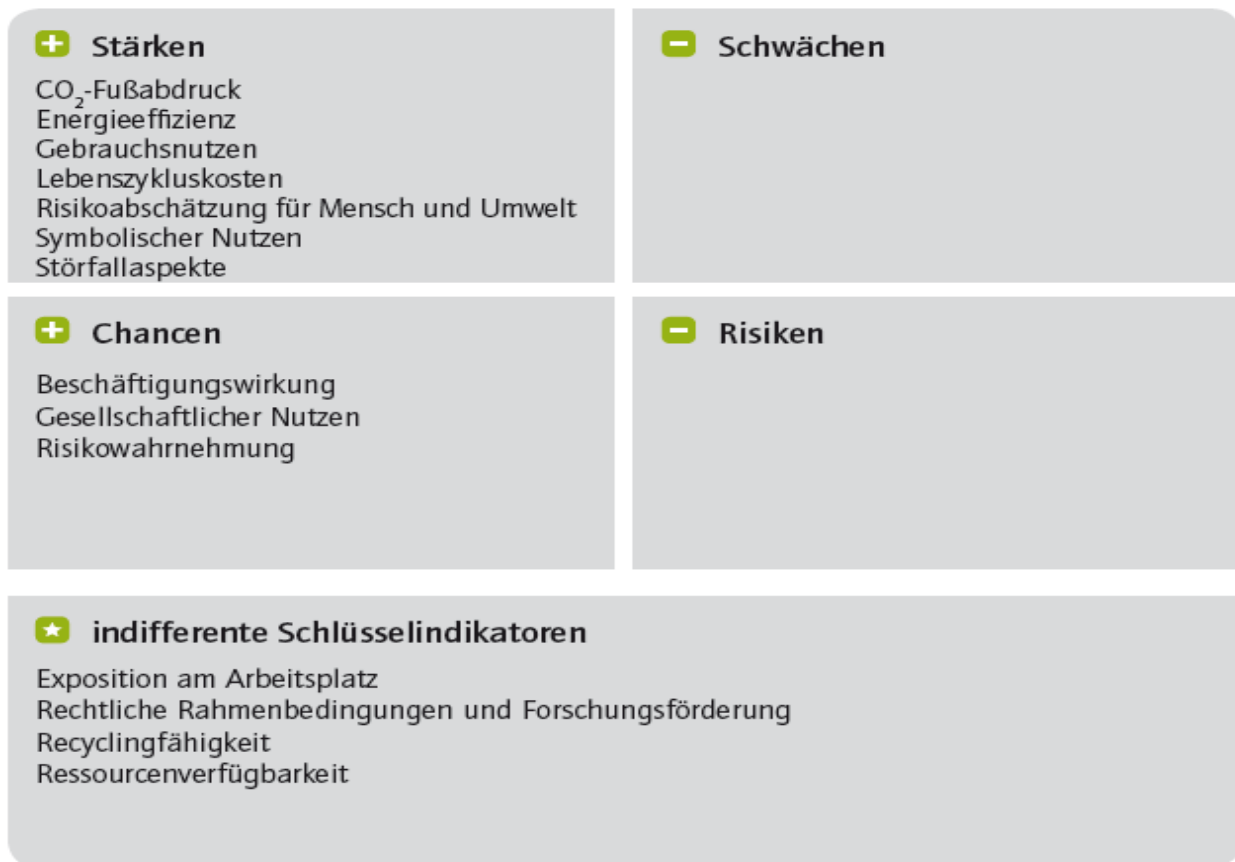 Stärken
CO₂-Fußabdruck
Energieeffizienz
Gebrauchsnutzen
Lebenszykluskosten
Risikoabschätzung für Mensch und Umwelt
Symbolischer Nutzen
Störfallaspekte
Schwächen
Chancen
Beschäftigungswirkung
Gesellschaftlicher Nutzen
Risikowahrnehmung
Risiken
indifferente Schlüsselindikatoren
Exposition am Arbeitsplatz
Rechtliche Rahmenbedingungen und Forschungsförderung
Recyclingfähigkeit
Ressourcenverfügbarkeit